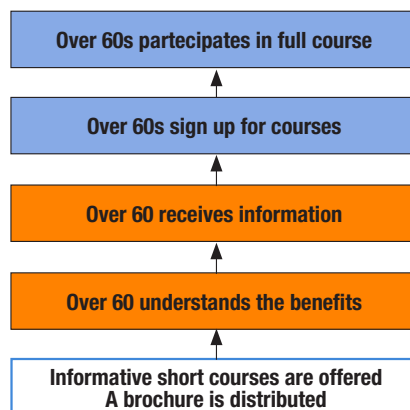 Over 60s partecipates in full course
Over 60s sign up for courses
Over 60 receives information
Over 60 understands the benefits
Informative short courses are offered
A brochure is distributed